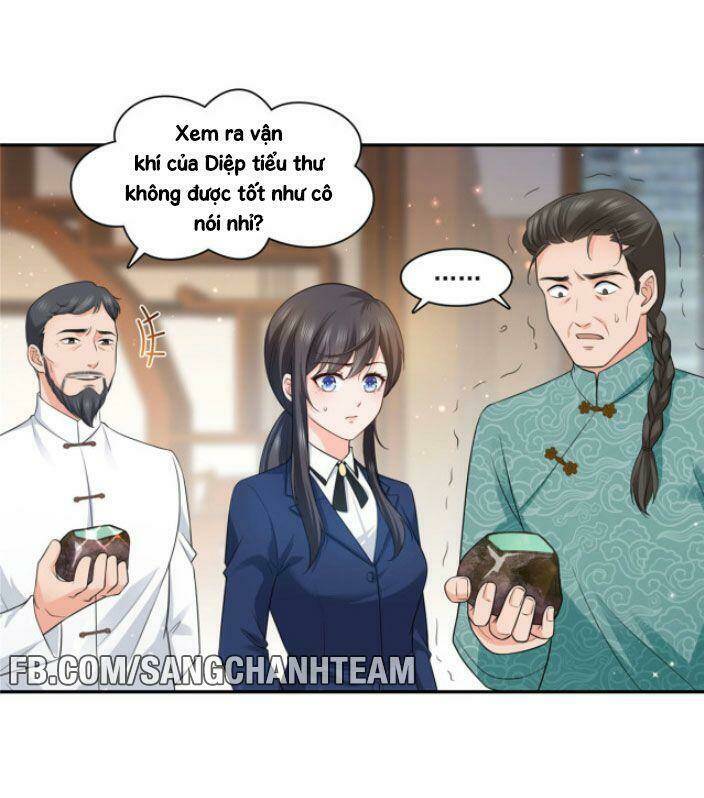 Xem ra vận
khí của Diệp tiểu thư
không được tốt như cô
nói nhỉ?
......
FB.COM/SANGCHANHTEAM